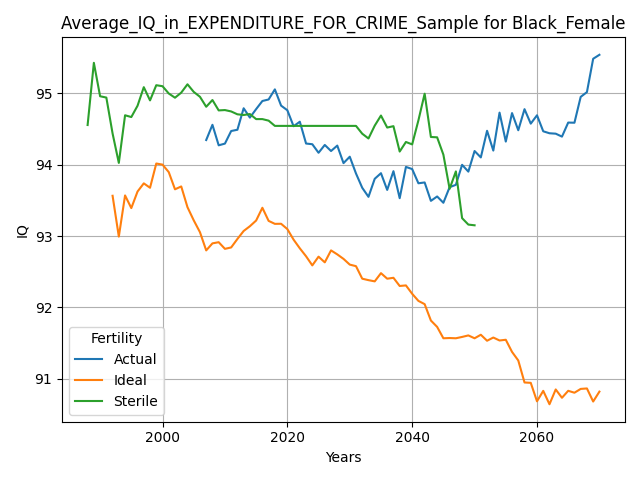 Average_IQ_in_EXPENDITURE_FOR_CRIME_Sample for Black_Female
95
94
93
92
91
IQ
Fertility
Actual
Ideal
Sterile
2000
2020
2040
2060
Years